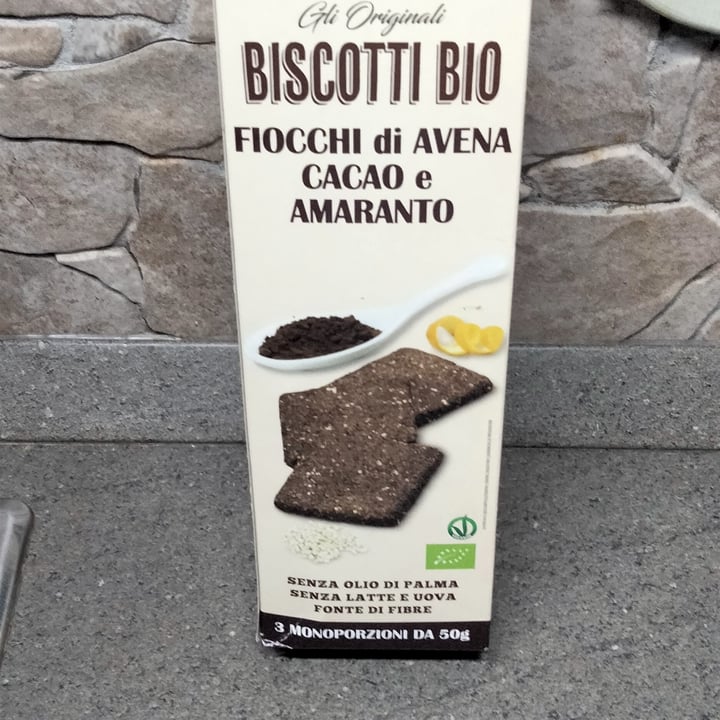 Gli Originali
BISCOTTI BIO
FIOCCHI di AVENA
CACAO e
AMARANTO
SENZA OLIO DI PALMA
SENZA LATTE E UOVA
FONTE DI FIBRE
3 MONOPORZIONI DA 50g